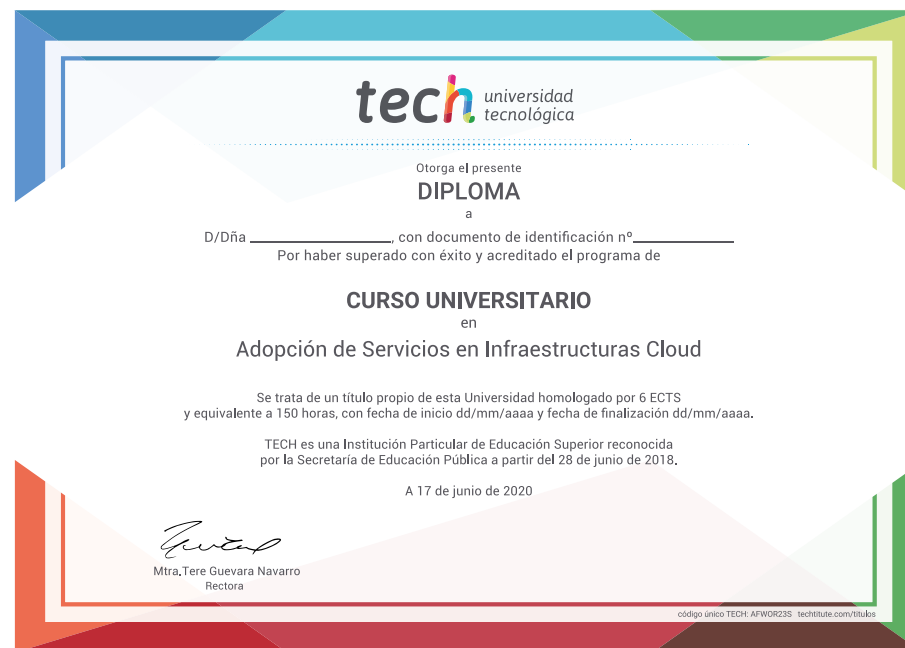 tech universidad
tecnológica
Otorga el presente
DIPLOMA
a
D/Dña ________________, con documento de identificación nº____________
Por haber superado con éxito y acreditado el programa de
CURSO UNIVERSITARIO
en
Adopción de Servicios en Infraestructuras Cloud
Se trata de un título propio de esta Universidad homologado por 6 ECTS
y equivalente a 150 horas, con fecha de inicio dd/mm/aaaa y fecha de finalización dd/mm/aaaa.
TECH es una Institución Particular de Educación Superior reconocida
por la Secretaría de Educación Pública a partir del 28 de junio de 2018.
A 17 de junio de 2020
Mtra.Tere Guevara Navarro
Rectora
código único TECH: AFWOR23S techtitute.com/titulos